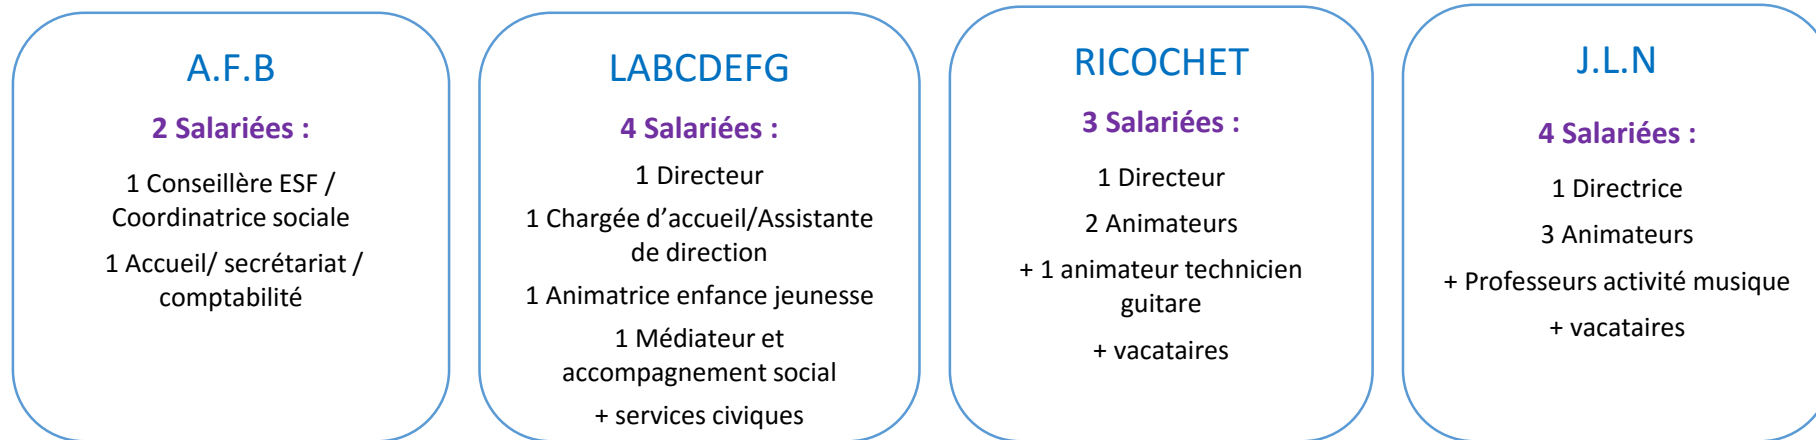 A.F.B
2 Salariées :
1 Conseillère ESF /
Coordinatrice sociale
1 Accueil/ secrétariat /
comptabilité
LABCDEFG
4 Salariées :
1 Directeur
1 Chargée d’accueil/Assistante
de direction
1 Animatrice enfance jeunesse
1 Médiateur et
accompagnement social
+ services civiques
RICOCHET
3 Salariées :
1 Directeur
2 Animateurs
+ 1 animateur technicien
guitare
+ vacataires
J.L.N
4 Salariées :
1 Directrice
3 Animateurs
+ Professeurs activité musique
+ vacataires